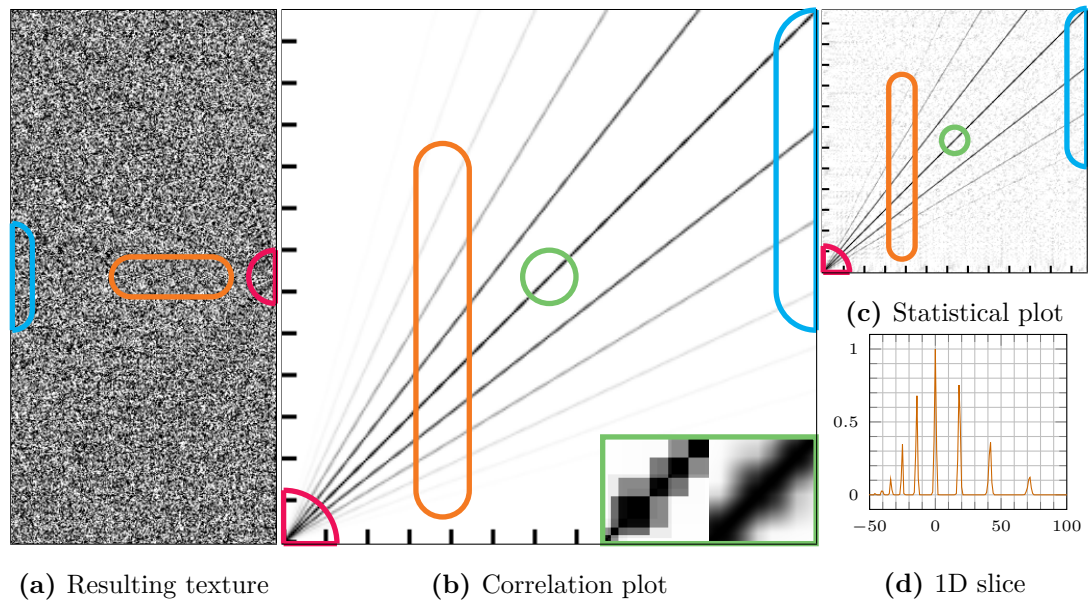 (a) Resulting texture
(b) Correlation plot
(c) Statistical plot
1
0.5
0
−50
0
50
100
(d) 1D slice